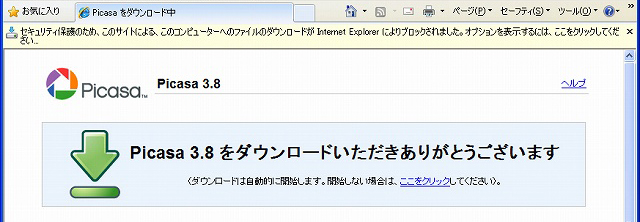 お気に入り
Picasa をダウンロード中
ページ(P)
セーフティ(S)
ツール(O)
セキュリティ保護のため、このサイトによる、このコンピューターへのファイルのダウンロードが Internet Explorer によりブロックされました。オプションを表示するには、ここをクリックしてくだ
さい...
Picasa™
Picasa 3.8
ヘルプ
Picasa 3.8 をダウンロードいただきありがとうございます
(ダウンロードは自動的に開始します。開始しない場合は、ここをクリックしてください)。